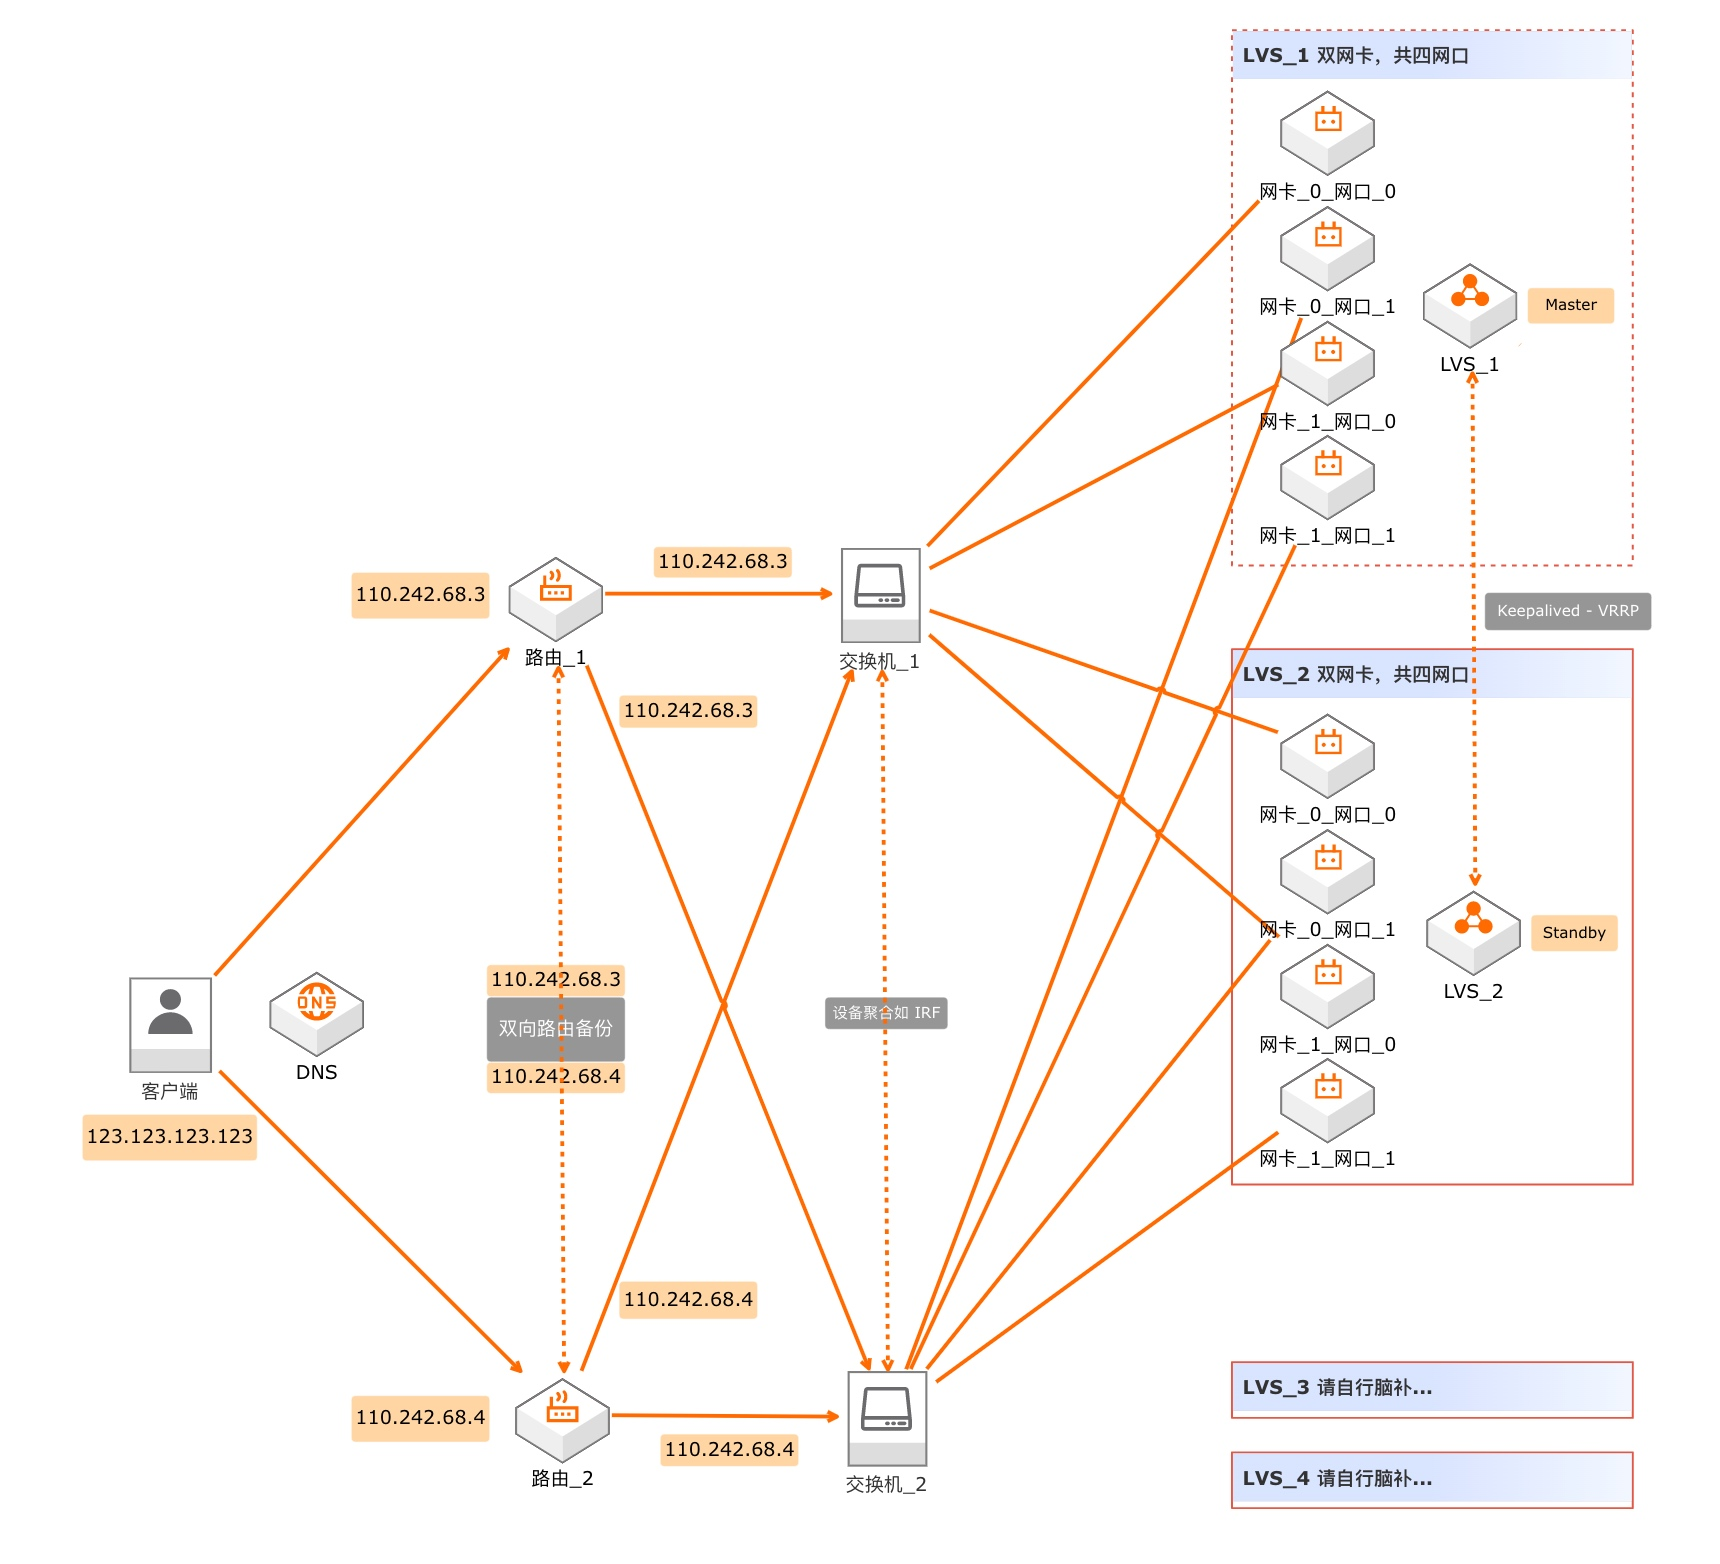 LVS_1 双网卡，共四网口
网卡_0_网口_0
网卡_0_网口_1
网卡_1_网口_0
网卡_1_网口_1
LVS_1
Master
Keepalived - VRRP
110.242.68.3
路由_1
110.242.68.3
交换机_1
110.242.68.3
LVS_2 双网卡，共四网口
网卡_0_网口_0
网卡_0_网口_1
网卡_1_网口_0
网卡_1_网口_1
LVS_2
Standby
客户端
123.123.123.123
DNS
DNS
110.242.68.3
双向路由备份
110.242.68.4
设备聚合如 IRF
110.242.68.4
110.242.68.4
路由_2
110.242.68.4
交换机_2
LVS_3 请自行脑补...
LVS_4 请自行脑补...